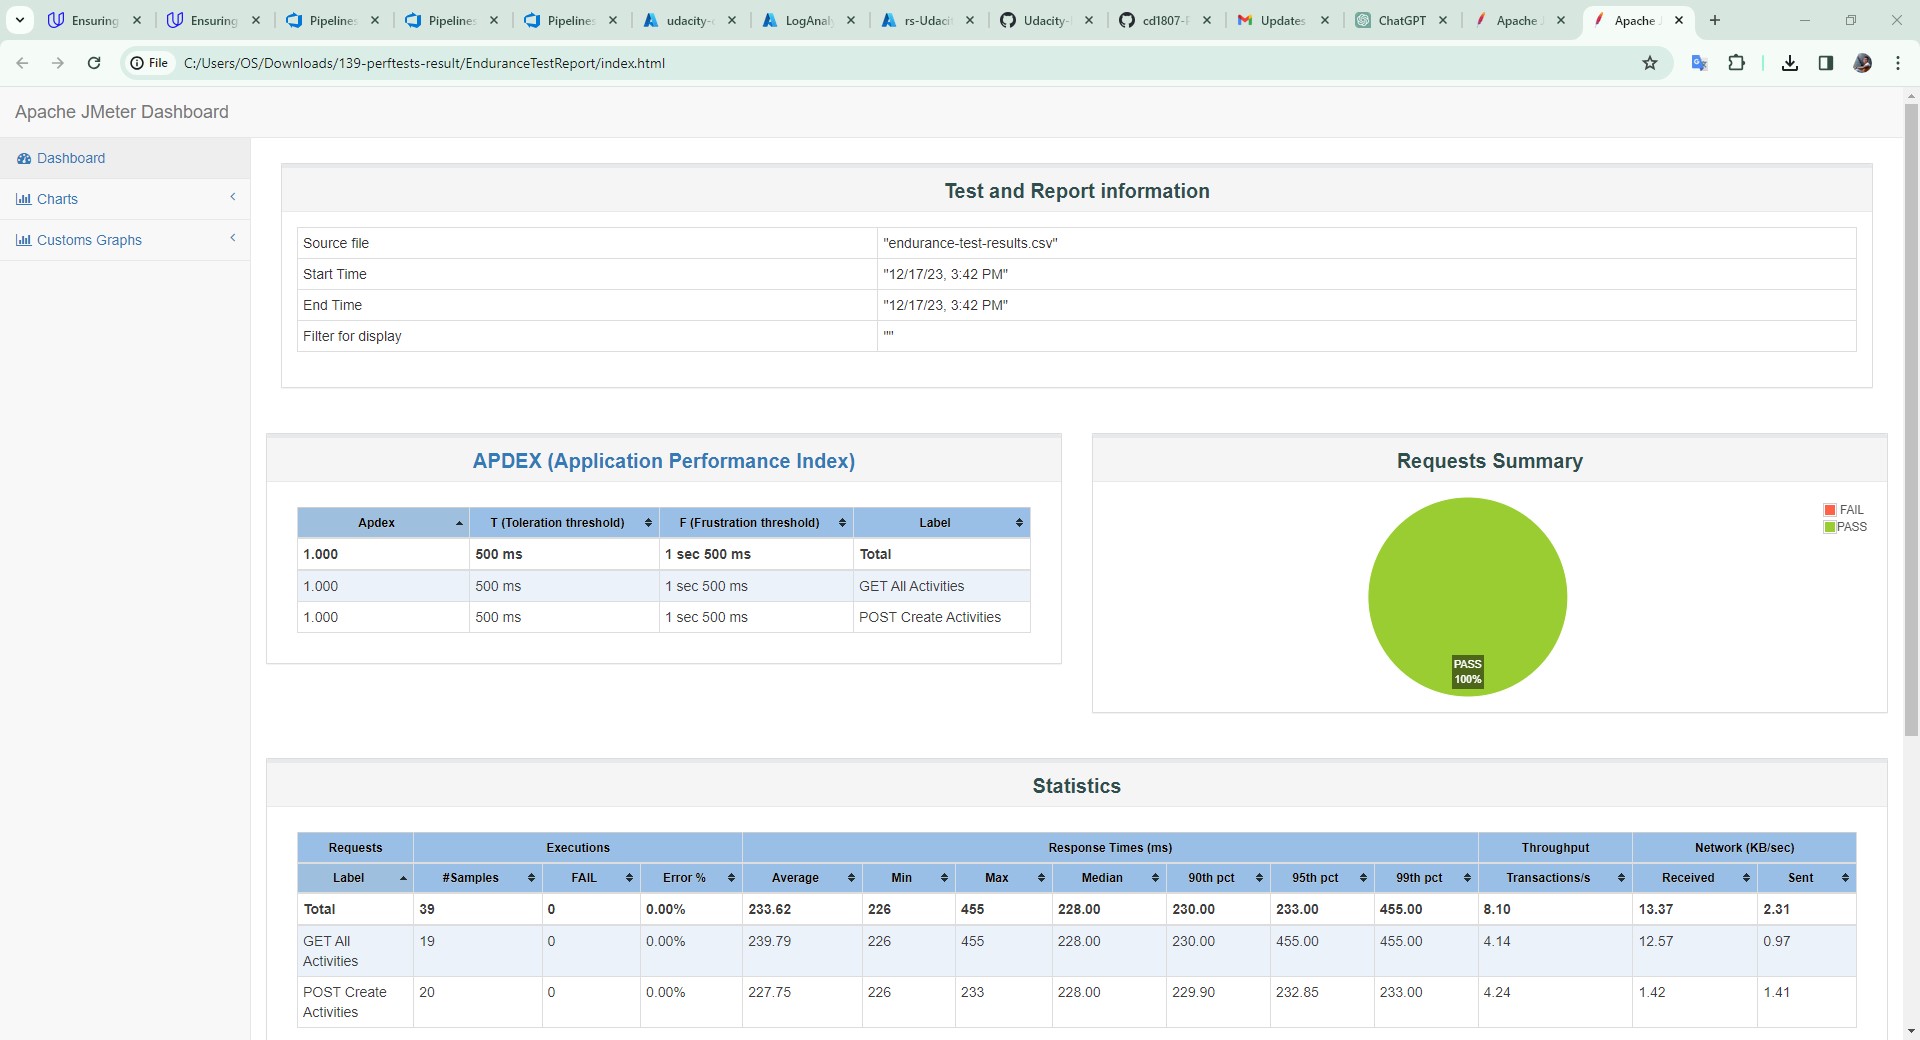 Ensuring
Ensuring
Pipelines
Pipelines
Pipelines
udacity-
LogAnaly
rs-Udaci
Udacity-
cd1807-
Updates
ChatGPT
Apache J
Apache J
File
C:/Users/OS/Downloads/139-perftests-result/EnduranceTestReport/index.html
Apache JMeter Dashboard
Dashboard
Charts
Customs Graphs
Test and Report information
Source file "endurance-test-results.csv"
Start Time "12/17/23, 3:42 PM"
End Time "12/17/23, 3:42 PM"
Filter for display ""
APDEX (Application Performance Index)
Apdex T (Toleration threshold) F (Frustration threshold) Label
1.000 500 ms 1 sec 500 ms Total
1.000 500 ms 1 sec 500 ms GET All Activities
1.000 500 ms 1 sec 500 ms POST Create Activities
Requests Summary
FAIL
PASS
PASS
100%
Statistics
Requests Executions Response Times (ms) Throughput Network (KB/sec)
Label #Samples FAIL Error % Average Min Max Median 90th pct 95th pct 99th pct Transactions/s Received Sent
Total 39 0 0.00% 233.62 226 455 228.00 230.00 233.00 455.00 8.10 13.37 2.31
GET All Activities 19 0 0.00% 239.79 226 455 228.00 230.00 455.00 455.00 4.14 12.57 0.97
POST Create Activities 20 0 0.00% 227.75 226 233 228.00 229.90 232.85 233.00 4.24 1.42 1.41